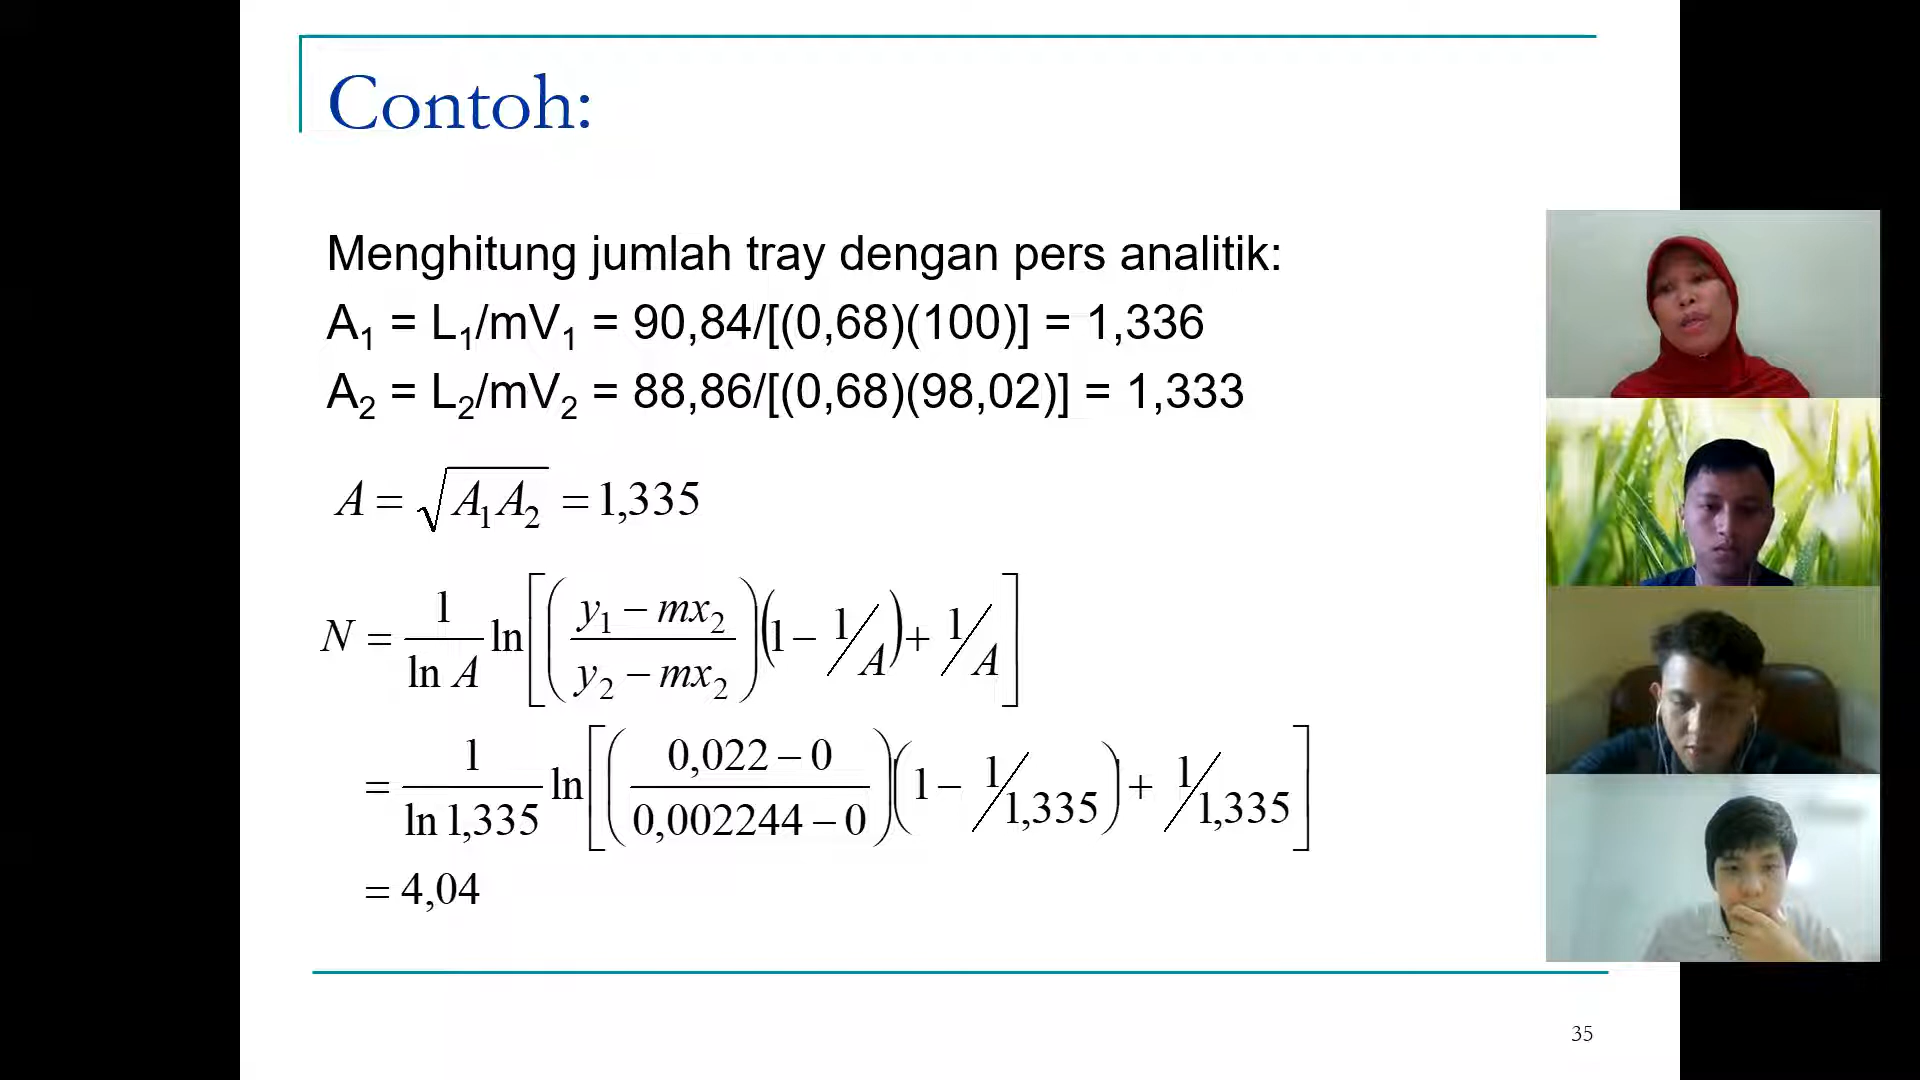 Contoh:
Menghitung jumlah tray dengan pers analitik:
A₁ = L₁/mV₁ = 90,84/[(0,68)(100)] = 1,336
A₂ = L₂/mV₂ = 88,86/[(0,68)(98,02)] = 1,333
A = √(A₁A₂) = 1,335
N = 1/ln A ln[((y₁ − mx₂)/(y₂ − mx₂))(1 − 1/A) + 1/A]
= 1/ln 1,335 ln[((0,022 − 0)/(0,002244 − 0))(1 − 1/1,335) + 1/1,335]
= 4,04
35